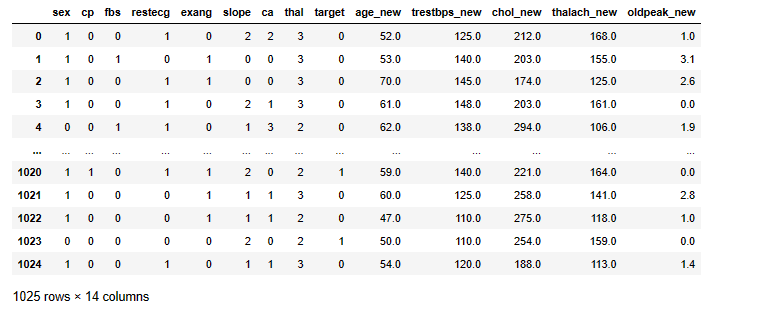 sex cp fbs restecg exang slope ca thal target age_new trestbps_new chol_new thalach_new oldpeak_new
0 1 0 0 1 0 2 2 3 0 52.0 125.0 212.0 168.0 1.0
1 1 0 1 0 1 0 0 3 0 53.0 140.0 203.0 155.0 3.1
2 1 0 0 1 1 0 0 3 0 70.0 145.0 174.0 125.0 2.6
3 1 0 0 1 0 2 1 3 0 61.0 148.0 203.0 161.0 0.0
4 0 0 1 1 0 1 3 2 0 62.0 138.0 294.0 106.0 1.9
... ... ... ... ... ... ... ... ... ... ... ... ... ... ...
1020 1 1 0 1 1 2 0 2 1 59.0 140.0 221.0 164.0 0.0
1021 1 0 0 0 1 1 1 3 0 60.0 125.0 258.0 141.0 2.8
1022 1 0 0 0 1 1 1 2 0 47.0 110.0 275.0 118.0 1.0
1023 0 0 0 0 0 2 0 2 1 50.0 110.0 254.0 159.0 0.0
1024 1 0 0 1 0 1 1 3 0 54.0 120.0 188.0 113.0 1.4
1025 rows × 14 columns